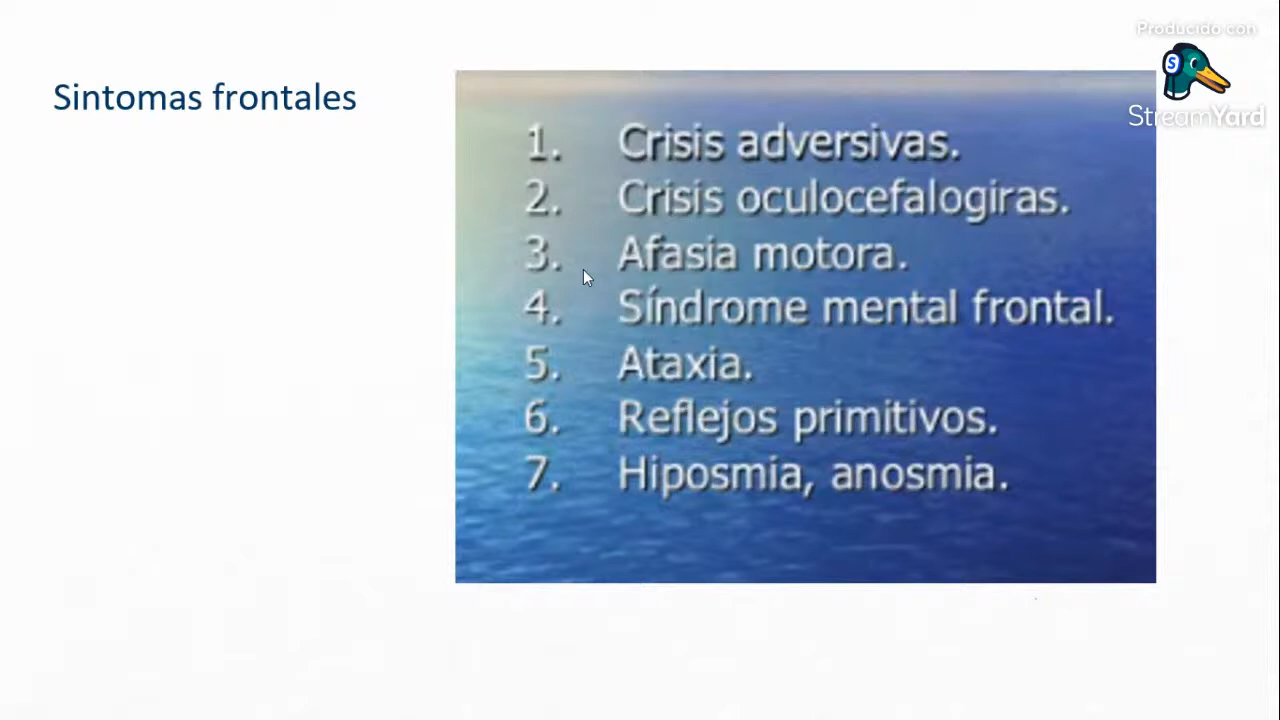 Producido con
StreamYard
Sintomas frontales
1. Crisis adversivas.
2. Crisis oculocefalogiras.
3. Afasia motora.
4. Síndrome mental frontal.
5. Ataxia.
6. Reflejos primitivos.
7. Hiposmia, anosmia.